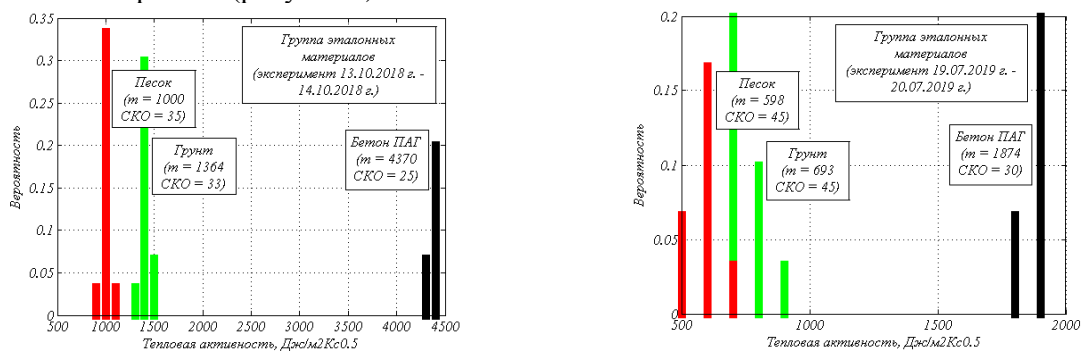 0.35
0.3
0.25
0.2
0.15
0.1
0.05
0
Вероятность
Группа эталонных
материалов
(эксперимент 13.10.2018 г. -
14.10.2018 г.)
Песок
(m = 1000
СКО = 35)
Грунт
(m = 1364
СКО = 33)
Бетон ПАГ
(m = 4370
СКО = 25)
500 1000 1500 2000 2500 3000 3500 4000 4500
Тепловая активность, Дж/м2Кс0.5
0.2
0.15
0.1
0.05
0
Вероятность
Группа эталонных
материалов
(эксперимент 19.07.2019 г. -
20.07.2019 г.)
Песок
(m = 598
СКО = 45)
Грунт
(m = 693
СКО = 45)
Бетон ПАГ
(m = 1874
СКО = 30)
500 1000 1500 2000
Тепловая активность, Дж/м2Кс0.5